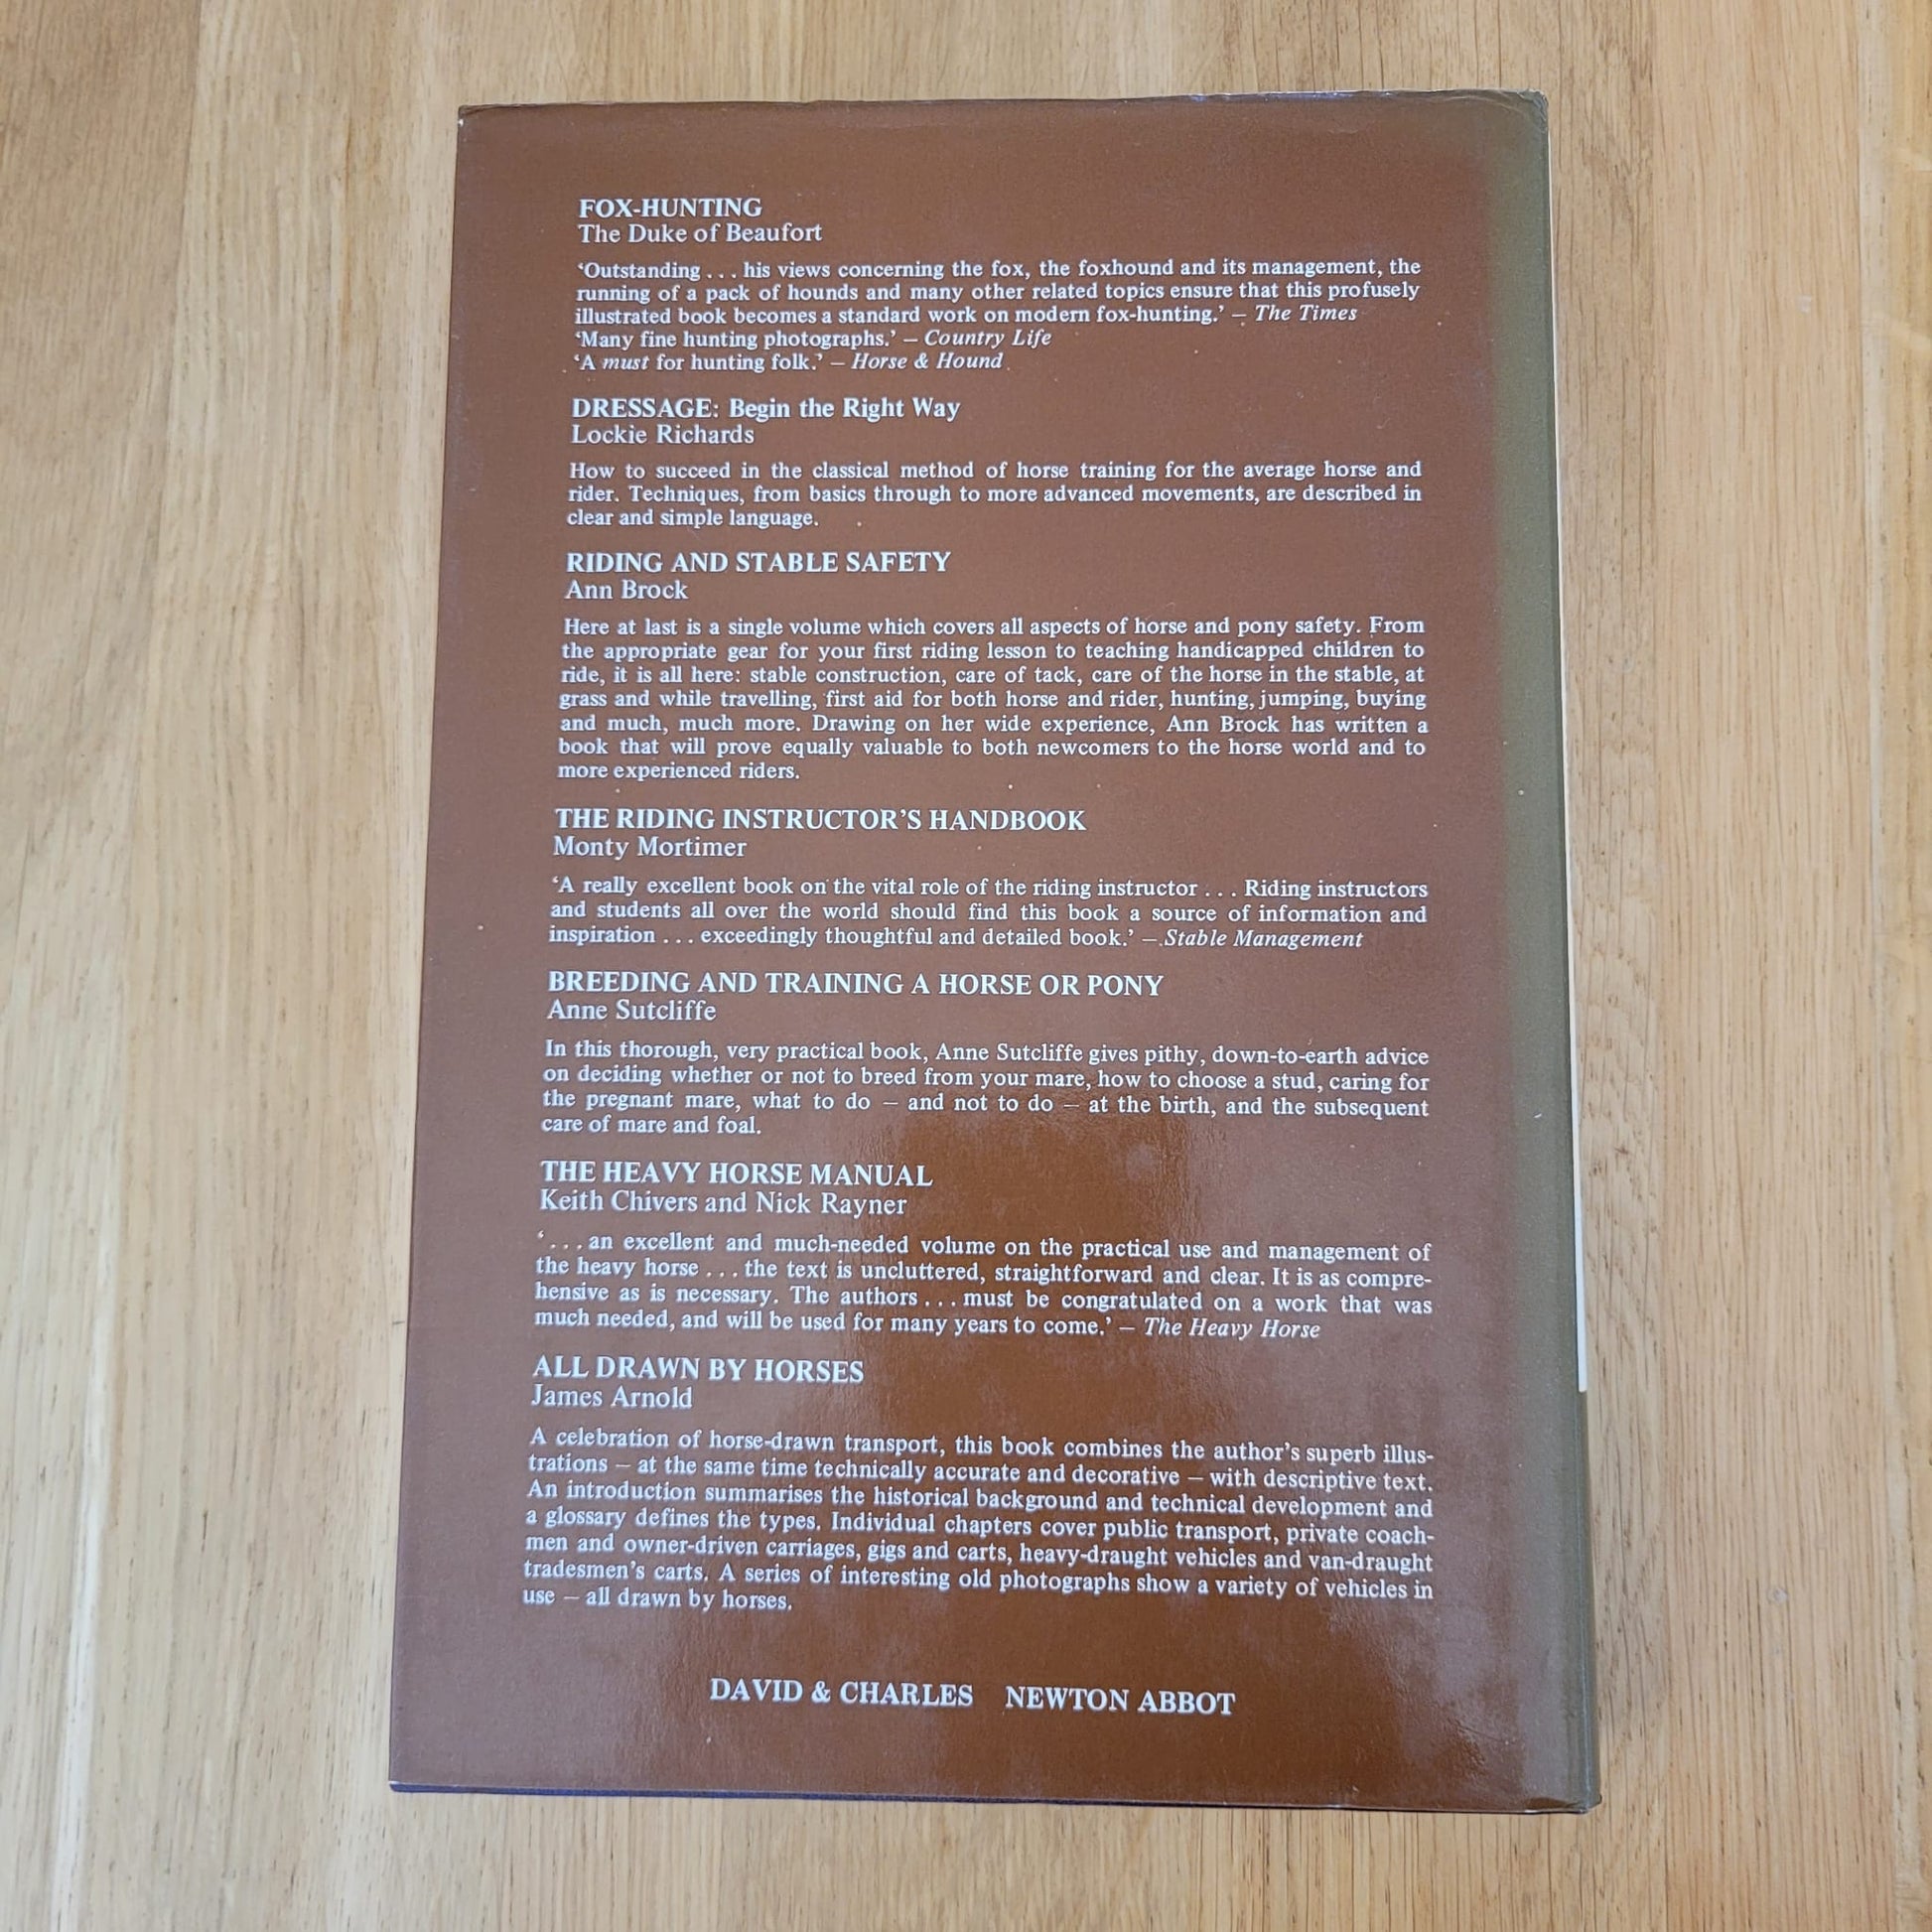 FOX-HUNTING
The Duke of Beaufort
‘Outstanding . . . his views concerning the fox, the foxhound and its management, the
running of a pack of hounds and many other related topics ensure that this profusely
illustrated book becomes a standard work on modern fox-hunting.’ – The Times
‘Many fine hunting photographs.’ – Country Life
‘A must for hunting folk.’ – Horse & Hound
DRESSAGE: Begin the Right Way
Lockie Richards
How to succeed in the classical method of horse training for the average horse and
rider. Techniques, from basics through to more advanced movements, are described in
clear and simple language.
RIDING AND STABLE SAFETY
Ann Brock
Here at last is a single volume which covers all aspects of horse and pony safety. From
the appropriate gear for your first riding lesson to teaching handicapped children to
ride, it is all here: stable construction, care of tack, care of the horse in the stable, at
grass and while travelling, first aid for both horse and rider, hunting, jumping, buying
and much, much more. Drawing on her wide experience, Ann Brock has written a
book that will prove equally valuable to both newcomers to the horse world and to
more experienced riders.
THE RIDING INSTRUCTOR’S HANDBOOK
Monty Mortimer
‘A really excellent book on the vital role of the riding instructor . . . Riding instructors
and students all over the world should find this book a source of information and
inspiration . . . exceedingly thoughtful and detailed book.’ – Stable Management
BREEDING AND TRAINING A HORSE OR PONY
Anne Sutcliffe
In this thorough, very practical book, Anne Sutcliffe gives pithy, down-to-earth advice
on deciding whether or not to breed from your mare, how to choose a stud, caring for
the pregnant mare, what to do – and not to do – at the birth, and the subsequent
care of mare and foal.
THE HEAVY HORSE MANUAL
Keith Chivers and Nick Rayner
‘. . . an excellent and much-needed volume on the practical use and management of
the heavy horse . . . the text is uncluttered, straightforward and clear. It is as compre-
hensive as is necessary. The authors . . . must be congratulated on a work that was
much needed, and will be used for many years to come.’ – The Heavy Horse
ALL DRAWN BY HORSES
James Arnold
A celebration of horse-drawn transport, this book combines the author’s superb illus-
trations – at the same time technically accurate and decorative – with descriptive text.
An introduction summarises the historical background and technical development and
a glossary defines the types. Individual chapters cover public transport, private coach-
men and owner-driven carriages, gigs and carts, heavy-draught vehicles and van-draught
tradesmen’s carts. A series of interesting old photographs show a variety of vehicles in
use – all drawn by horses.
DAVID & CHARLES NEWTON ABBOT